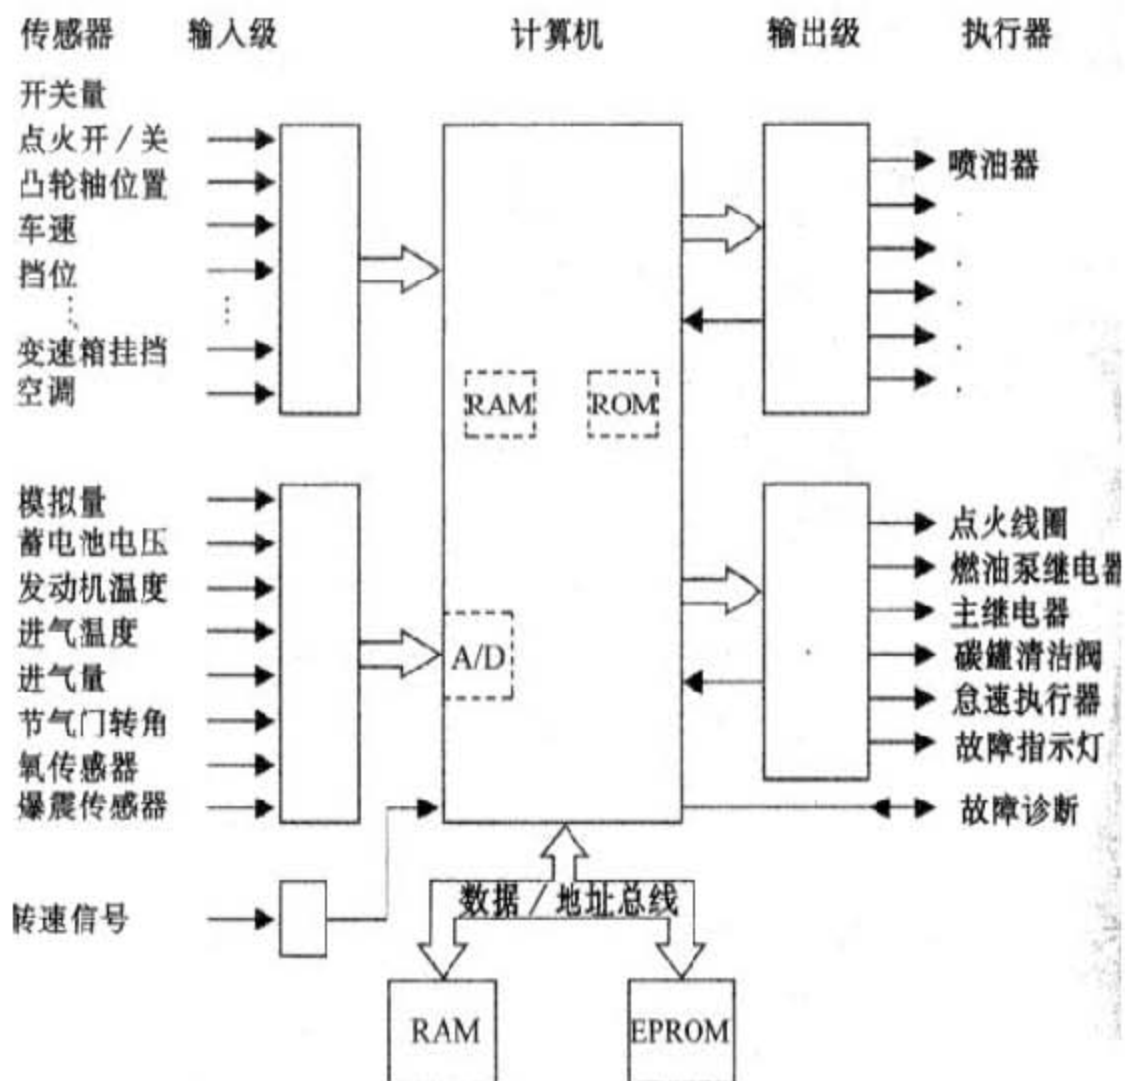 传感器 输入级 计算机 输出级 执行器
开关量
点火开/关
凸轮轴位置
车速
挡位
变速箱挂挡
空调
模拟量
蓄电池电压
发动机温度
进气温度
进气量
节气门转角
氧传感器
爆震传感器
转速信号
RAM ROM
A/D
数据/地址总线
RAM EPROM
喷油器
点火线圈
燃油泵继电器
主继电器
碳罐清洁阀
怠速执行器
故障指示灯
故障诊断